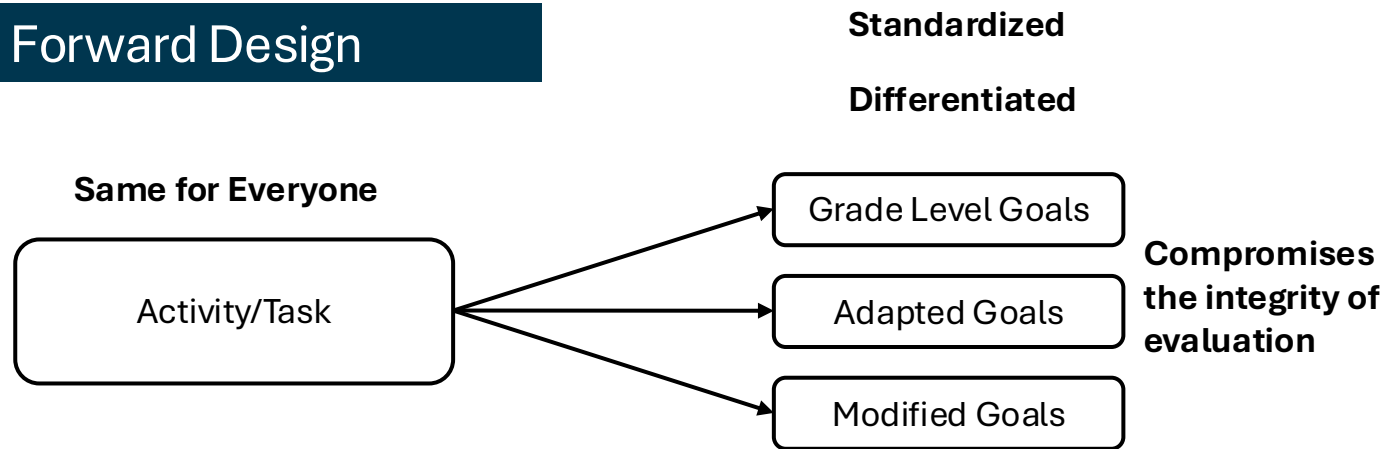 Forward Design
Standardized
Differentiated
Same for Everyone
Activity/Task
Grade Level Goals
Adapted Goals
Modified Goals
Compromises
the integrity of
evaluation